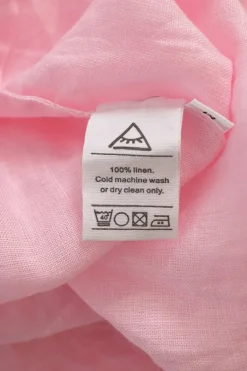 100% linen.
Cold machine wash
or dry clean only.
40